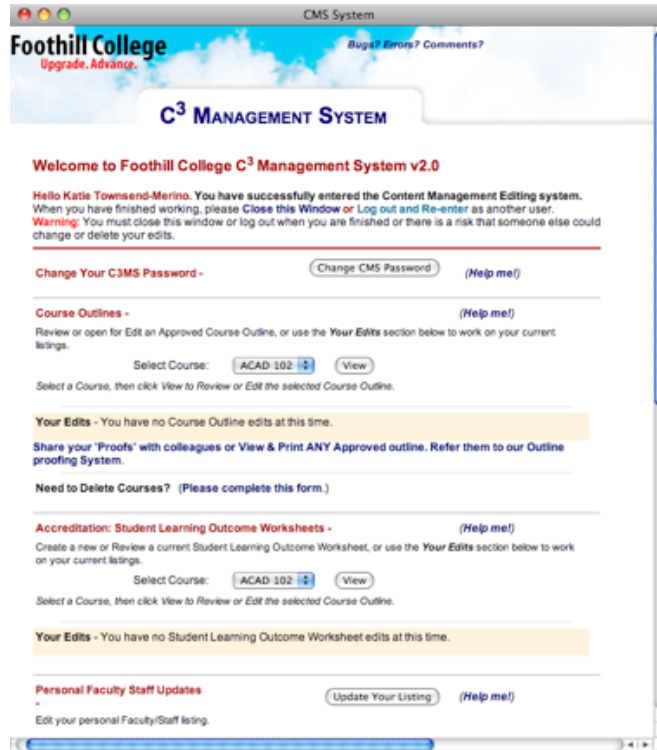 CMS System
Foothill College
Upgrade. Advance.
Bugs? Errors? Comments?
C3 MANAGEMENT SYSTEM
Welcome to Foothill College C3 Management System v2.0
Hello Katie Townsend-Merino. You have successfully entered the Content Management Editing system.
When you have finished working, please Close this Window or Log out and Re-enter as another user.
Warning: You must close this window or log out when you are finished or there is a risk that someone else could
change or delete your edits.
Change Your C3MS Password - Change CMS Password (Help me!)
Course Outlines - (Help me!)
Review or open for Edit an Approved Course Outline, or use the Your Edits section below to work on your current
listings.
Select Course: ACAD 102 View
Select a Course, then click View to Review or Edit the selected Course Outline.
Your Edits - You have no Course Outline edits at this time.
Share your 'Proofs' with colleagues or View & Print ANY Approved outline. Refer them to our Outline
proofing System.
Need to Delete Courses? (Please complete this form.)
Accreditation: Student Learning Outcome Worksheets - (Help me!)
Create a new or Review a current Student Learning Outcome Worksheet, or use the Your Edits section below to work
on your current listings.
Select Course: ACAD 102 View
Select a Course, then click View to Review or Edit the selected Course Outline.
Your Edits - You have no Student Learning Outcome Worksheet edits at this time.
Personal Faculty Staff Updates
- Update Your Listing (Help me!)
Edit your personal Faculty/Staff listing.